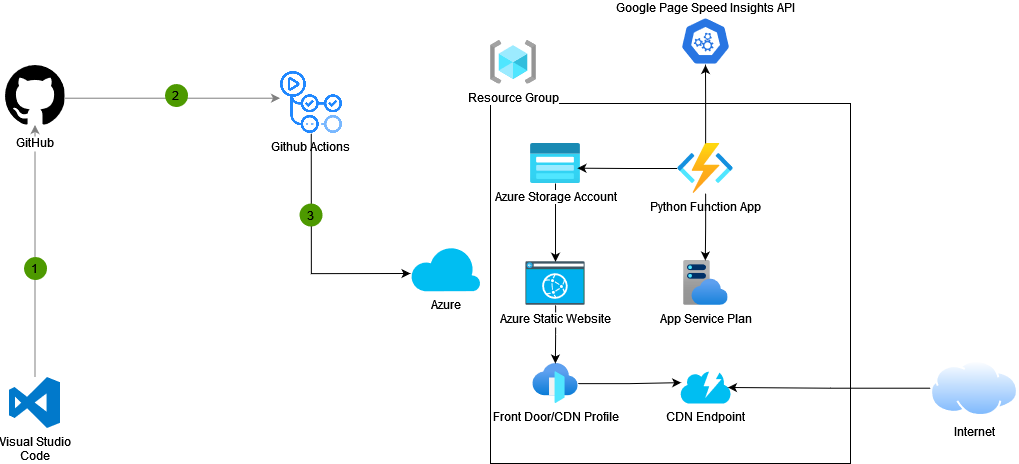 Google Page Speed Insights API
Resource Group
GitHub
2
Github Actions
Azure Storage Account
Python Function App
3
1
Azure
Azure Static Website
App Service Plan
Front Door/CDN Profile
CDN Endpoint
Internet
Visual Studio
Code